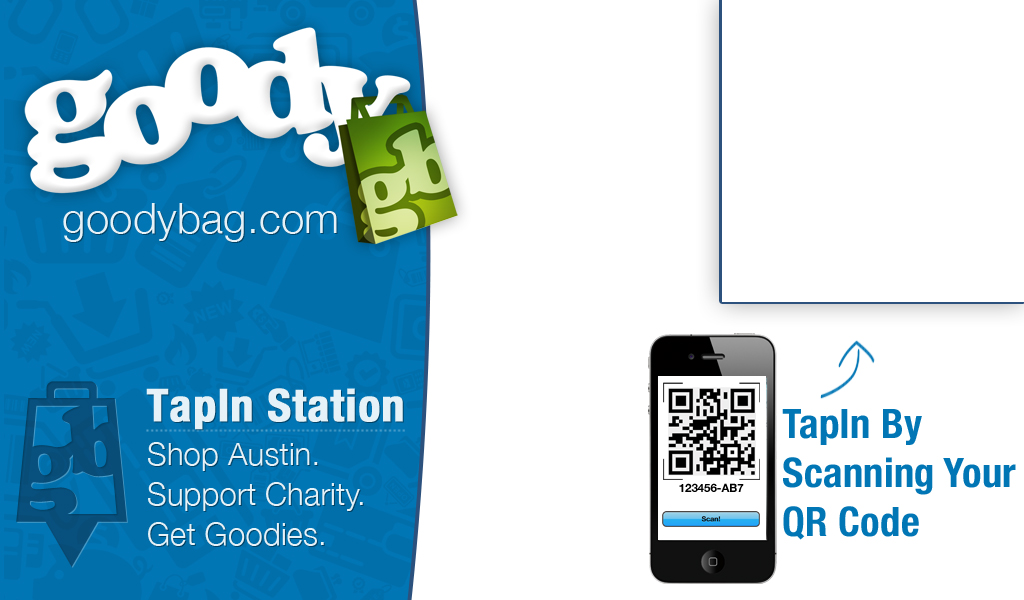 goody
gb
goodybag.com
NEW
gb
TapIn Station
Shop Austin.
Support Charity.
Get Goodies.
123456-AB7
Scan!
TapIn By
Scanning Your
QR Code